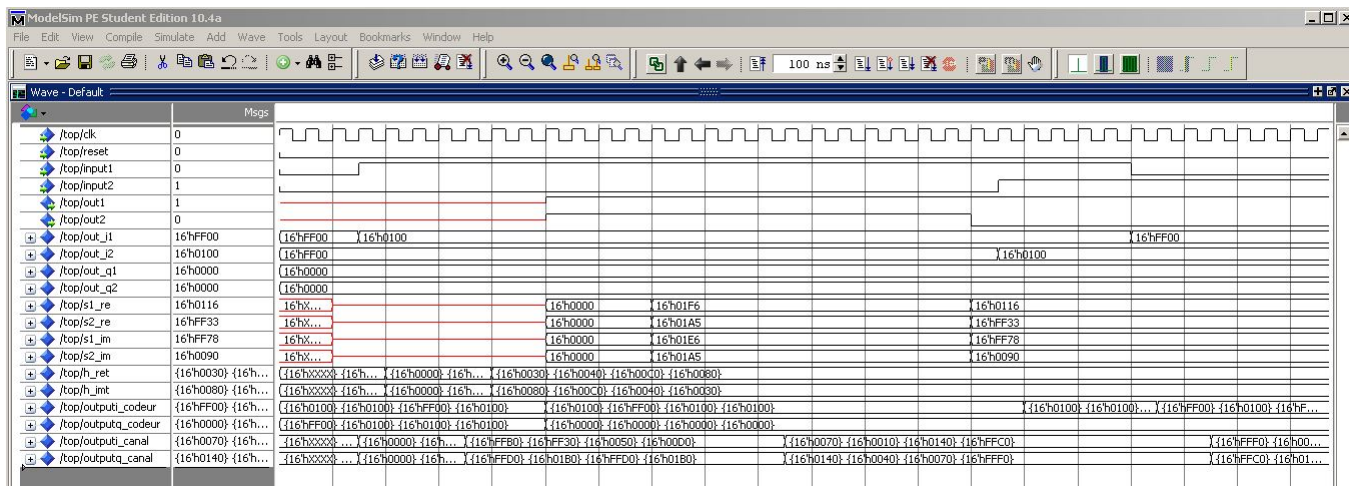 ModelSim PE Student Edition 10.4a
File Edit View Compile Simulate Add Wave Tools Layout Bookmarks Window Help
100 ns
Wave - Default
Msgs
/top/clk 0
/top/reset 0
/top/input1 0
/top/input2 1
/top/out1 1
/top/out2 0
/top/out_i1 16'hFF00 16'hFF00 16'h0100 16'hFF00
/top/out_i2 16'h0100 16'hFF00 16'h0100
/top/out_q1 16'h0000 16'h0000
/top/out_q2 16'h0000 16'h0000
/top/s1_re 16'h0116 16'hX... 16'h0000 16'h01F6 16'h0116
/top/s2_re 16'hFF33 16'hX... 16'h0000 16'h01A5 16'hFF33
/top/s1_im 16'hFF78 16'hX... 16'h0000 16'h01E6 16'hFF78
/top/s2_im 16'h0090 16'hX... 16'h0000 16'h01A5 16'h0090
/top/h_ret {16'h0030} {16'h... {16'hXXXX} {16'h... {16'h0000} {16'h... {16'h0030} {16'h0040} {16'h00C0} {16'h0080}
/top/h_imt {16'h0080} {16'h... {16'hXXXX} {16'h... {16'h0000} {16'h... {16'h0080} {16'h00C0} {16'h0040} {16'h0030}
/top/outputi_codeur {16'hFF00} {16'h... {16'h0100} {16'h0100} {16'hFF00} {16'h0100} {16'h0100} {16'hFF00} {16'h0100} {16'h0100} {16'h0100} {16'h0100}... {16'hFF00} {16'h0100} {16'hF...
/top/outputq_codeur {16'h0000} {16'h... {16'hFF00} {16'h0100} {16'h0100} {16'h0100} {16'h0000} {16'h0000} {16'h0000} {16'h0000}
/top/outputi_canal {16'h0070} {16'h... {16'hXXXX} ... {16'h0000} {16'h... {16'hFFB0} {16'hFF30} {16'h0050} {16'h00D0} {16'h0070} {16'h0010} {16'h0140} {16'hFFC0} {16'hFFF0} {16'h00...
/top/outputq_canal {16'h0140} {16'h... {16'hXXXX} ... {16'h0000} {16'h... {16'hFFD0} {16'h01B0} {16'hFFD0} {16'h01B0} {16'h0140} {16'h0040} {16'h0070} {16'hFFF0} {16'hFFC0} {16'h01...